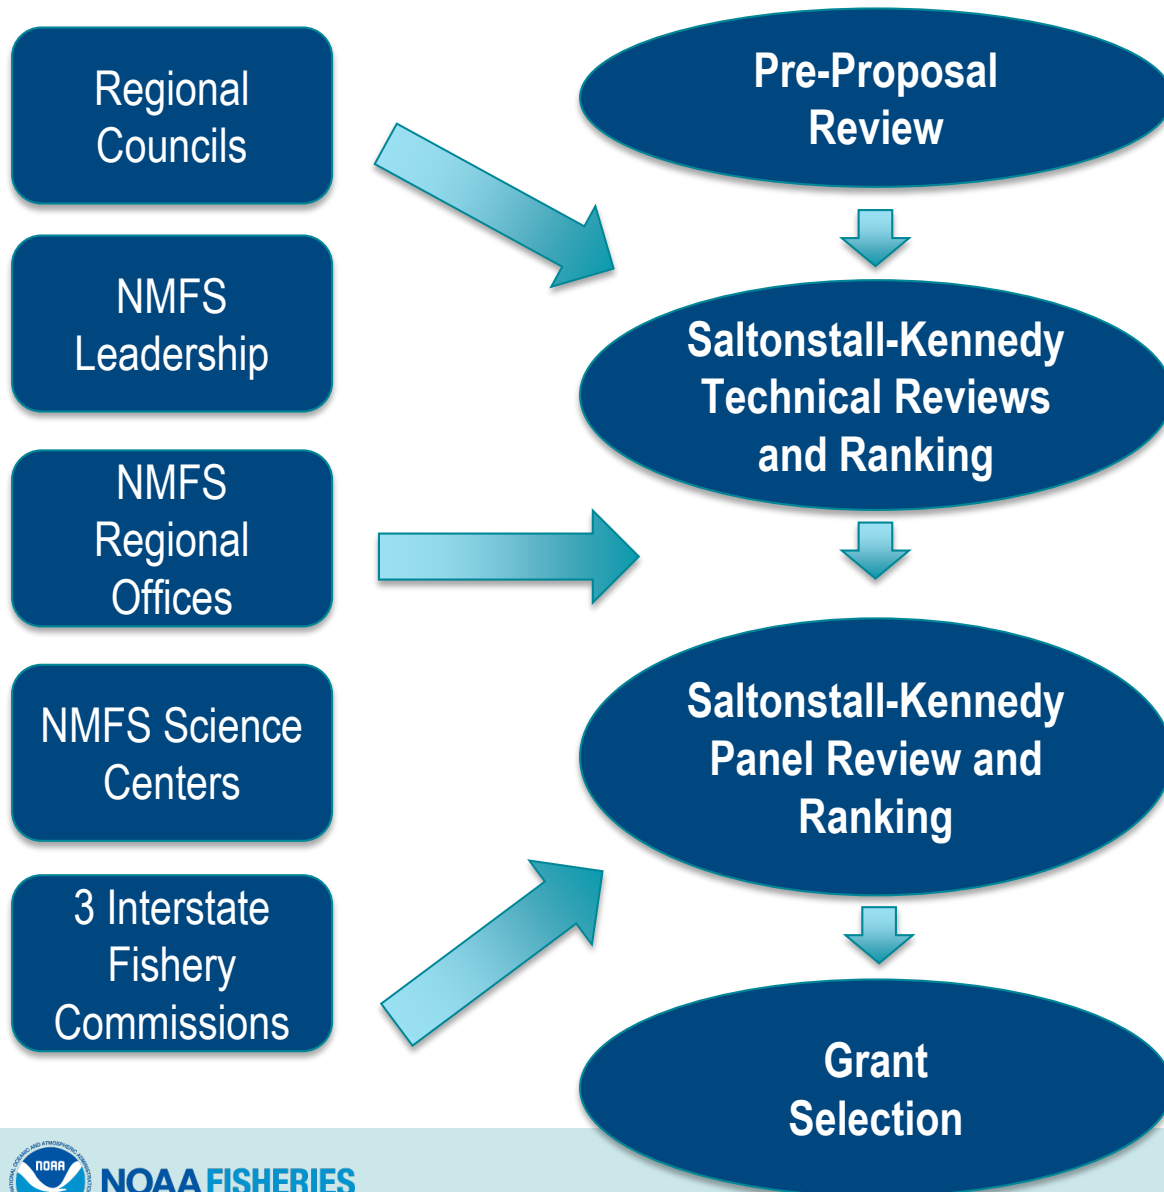 Regional
Councils
NMFS
Leadership
NMFS
Regional
Offices
NMFS Science
Centers
3 Interstate
Fishery
Commissions
Pre-Proposal
Review
Saltonstall-Kennedy
Technical Reviews
and Ranking
Saltonstall-Kennedy
Panel Review and
Ranking
Grant
Selection
NOAA
NOAA FISHERIES